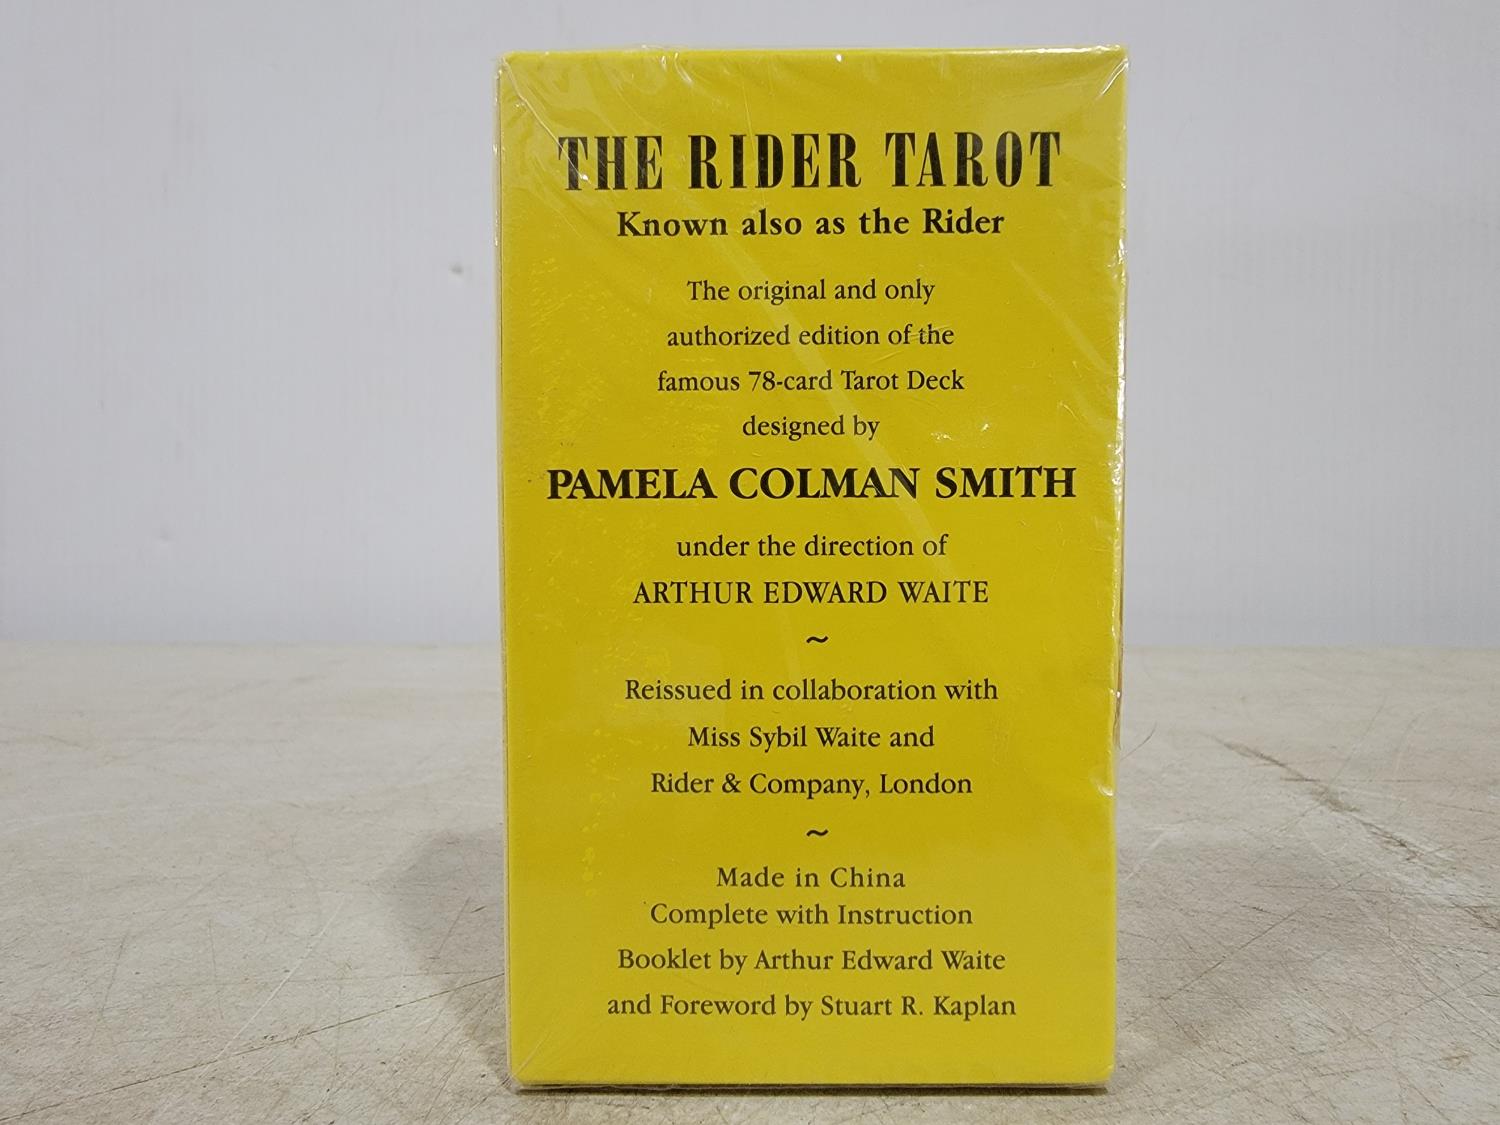 THE RIDER TAROT
Known also as the Rider
The original and only
authorized edition of the
famous 78-card Tarot Deck
designed by
PAMELA COLMAN SMITH
under the direction of
ARTHUR EDWARD WAITE
~
Reissued in collaboration with
Miss Sybil Waite and
Rider & Company, London
~
Made in China
Complete with Instruction
Booklet by Arthur Edward Waite
and Foreword by Stuart R. Kaplan